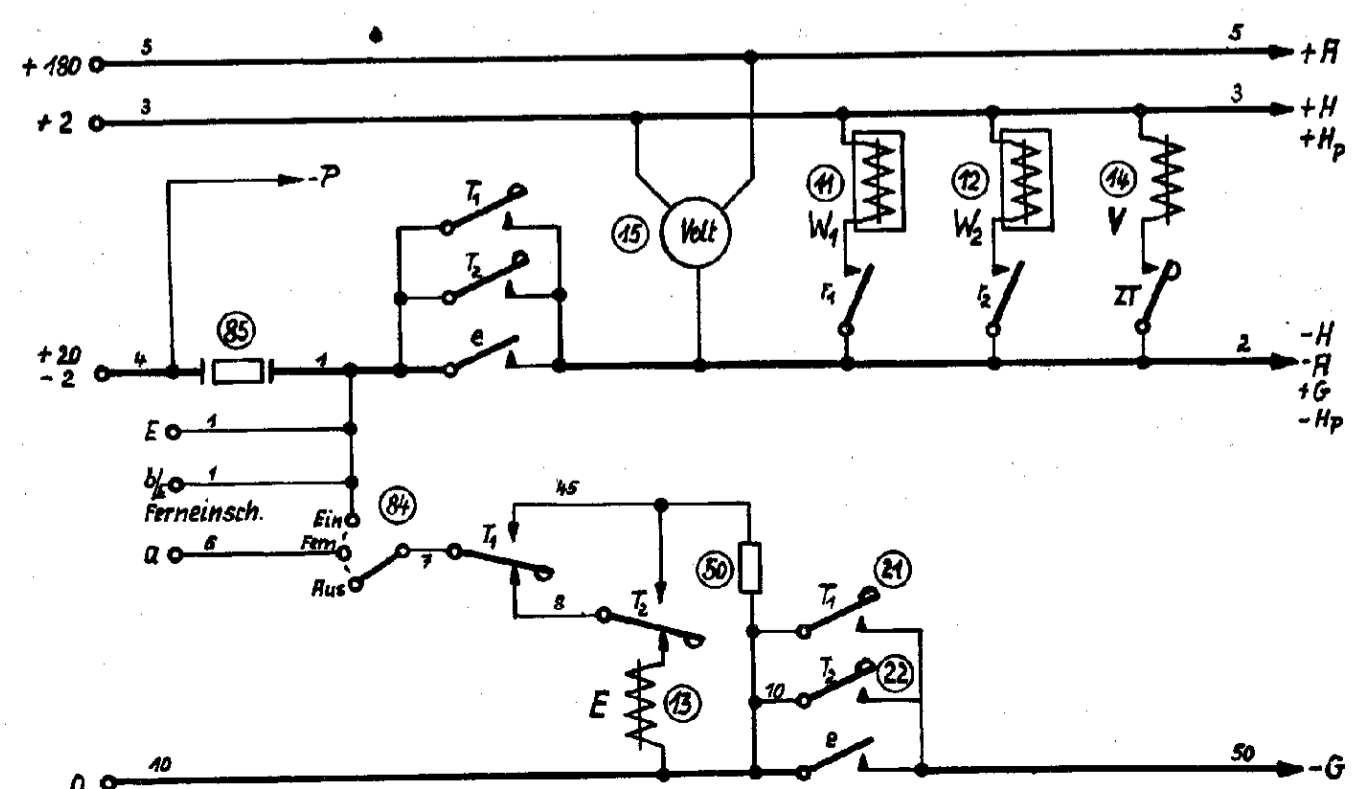 +180
5
5
+A
+2
3
3
+H
+Hp
-P
T1
T2
15
Volt
11
W1
12
W2
14
V
r1
r2
ZT
85
e
+20
-2
4
1
2
-H
-A
+G
-Hp
E
1
b/E
1
Ferneinsch.
Ein
84
a
6
Fern
Aus
7
T1
45
8
T2
50
T1
21
T2
22
10
E
13
e
0
10
50
-G